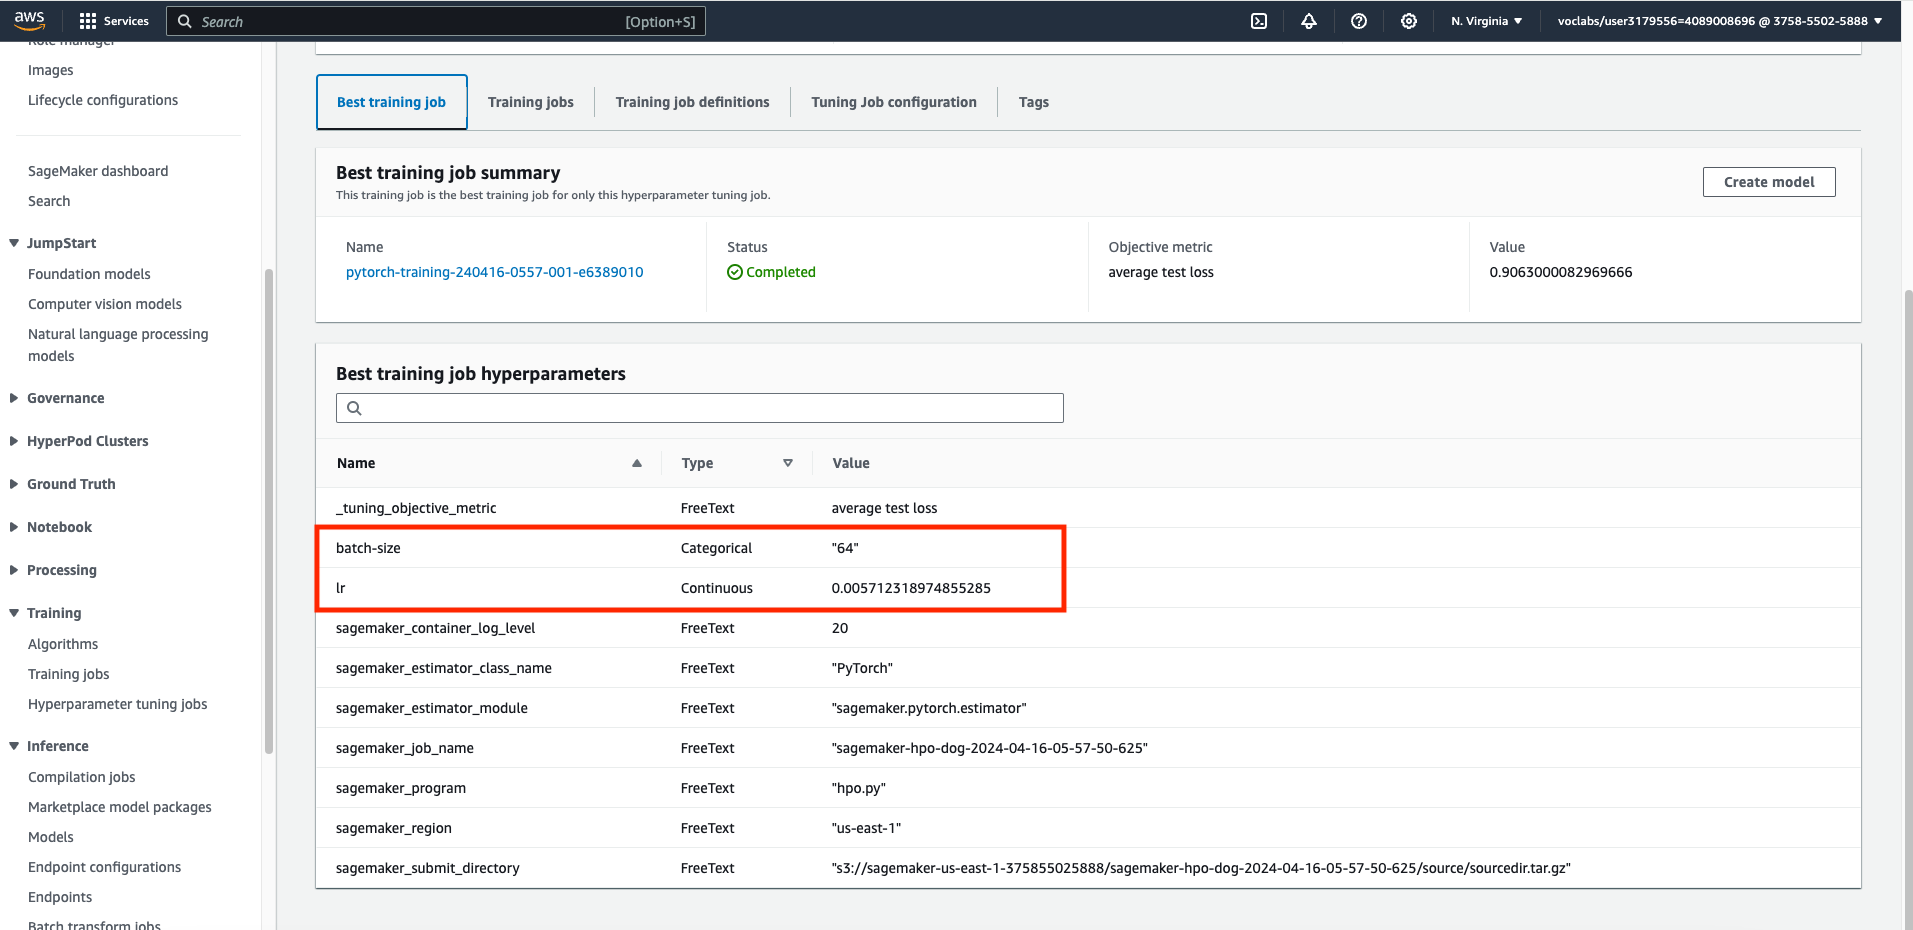 aws
Services
Search
[Option+S]
N. Virginia
voclabs/user3179556=4089008696 @ 3758-5502-5888
Role manager
Images
Lifecycle configurations
SageMaker dashboard
Search
JumpStart
Foundation models
Computer vision models
Natural language processing
models
Governance
HyperPod Clusters
Ground Truth
Notebook
Processing
Training
Algorithms
Training jobs
Hyperparameter tuning jobs
Inference
Compilation jobs
Marketplace model packages
Models
Endpoint configurations
Endpoints
Batch transform jobs
Best training job
Training jobs
Training job definitions
Tuning Job configuration
Tags
Best training job summary
This training job is the best training job for only this hyperparameter tuning job.
Create model
Name
pytorch-training-240416-0557-001-e6389010
Status
Completed
Objective metric
average test loss
Value
0.9063000082969666
Best training job hyperparameters
Name Type Value
_tuning_objective_metric FreeText average test loss
batch-size Categorical "64"
lr Continuous 0.005712318974855285
sagemaker_container_log_level FreeText 20
sagemaker_estimator_class_name FreeText "PyTorch"
sagemaker_estimator_module FreeText "sagemaker.pytorch.estimator"
sagemaker_job_name FreeText "sagemaker-hpo-dog-2024-04-16-05-57-50-625"
sagemaker_program FreeText "hpo.py"
sagemaker_region FreeText "us-east-1"
sagemaker_submit_directory FreeText "s3://sagemaker-us-east-1-375855025888/sagemaker-hpo-dog-2024-04-16-05-57-50-625/source/sourcedir.tar.gz"